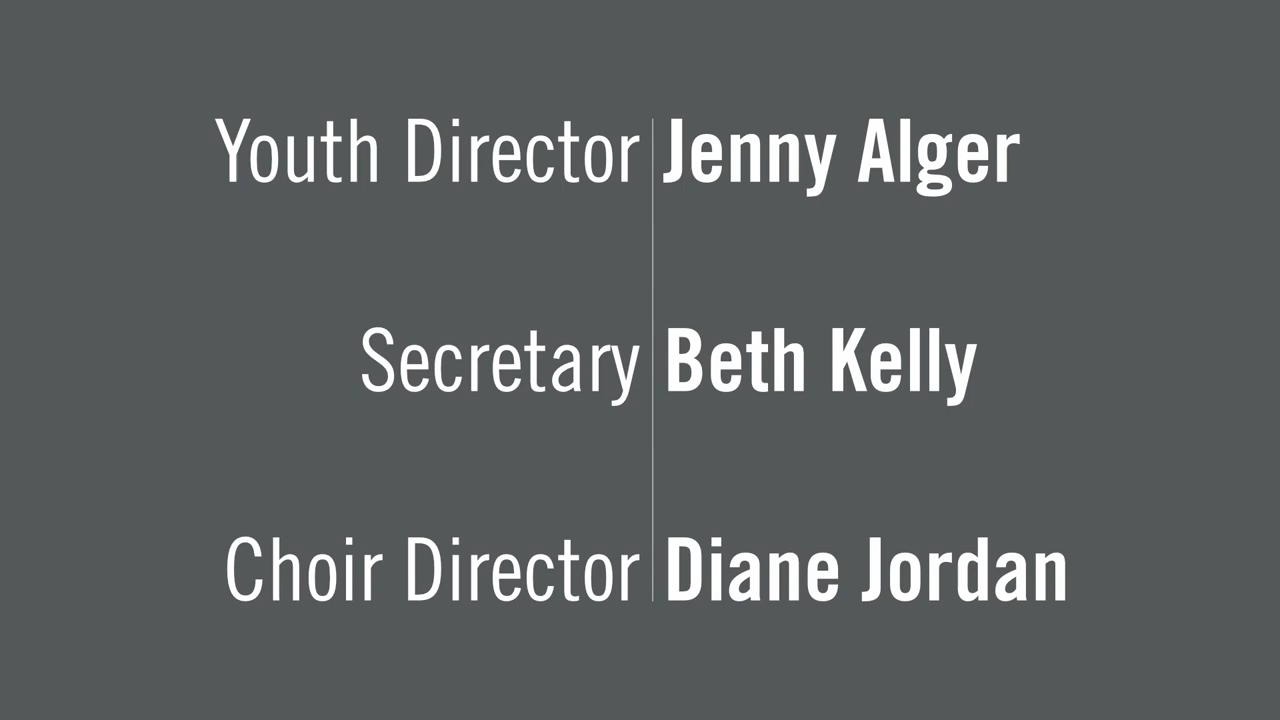 Youth Director Jenny Alger
Secretary Beth Kelly
Choir Director Diane Jordan